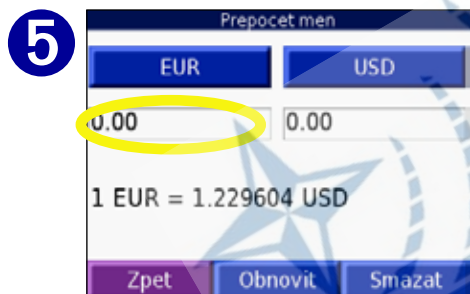 5
Prepocet men
EUR USD
0.00 0.00
1 EUR = 1.229604 USD
Zpet Obnovit Smazat